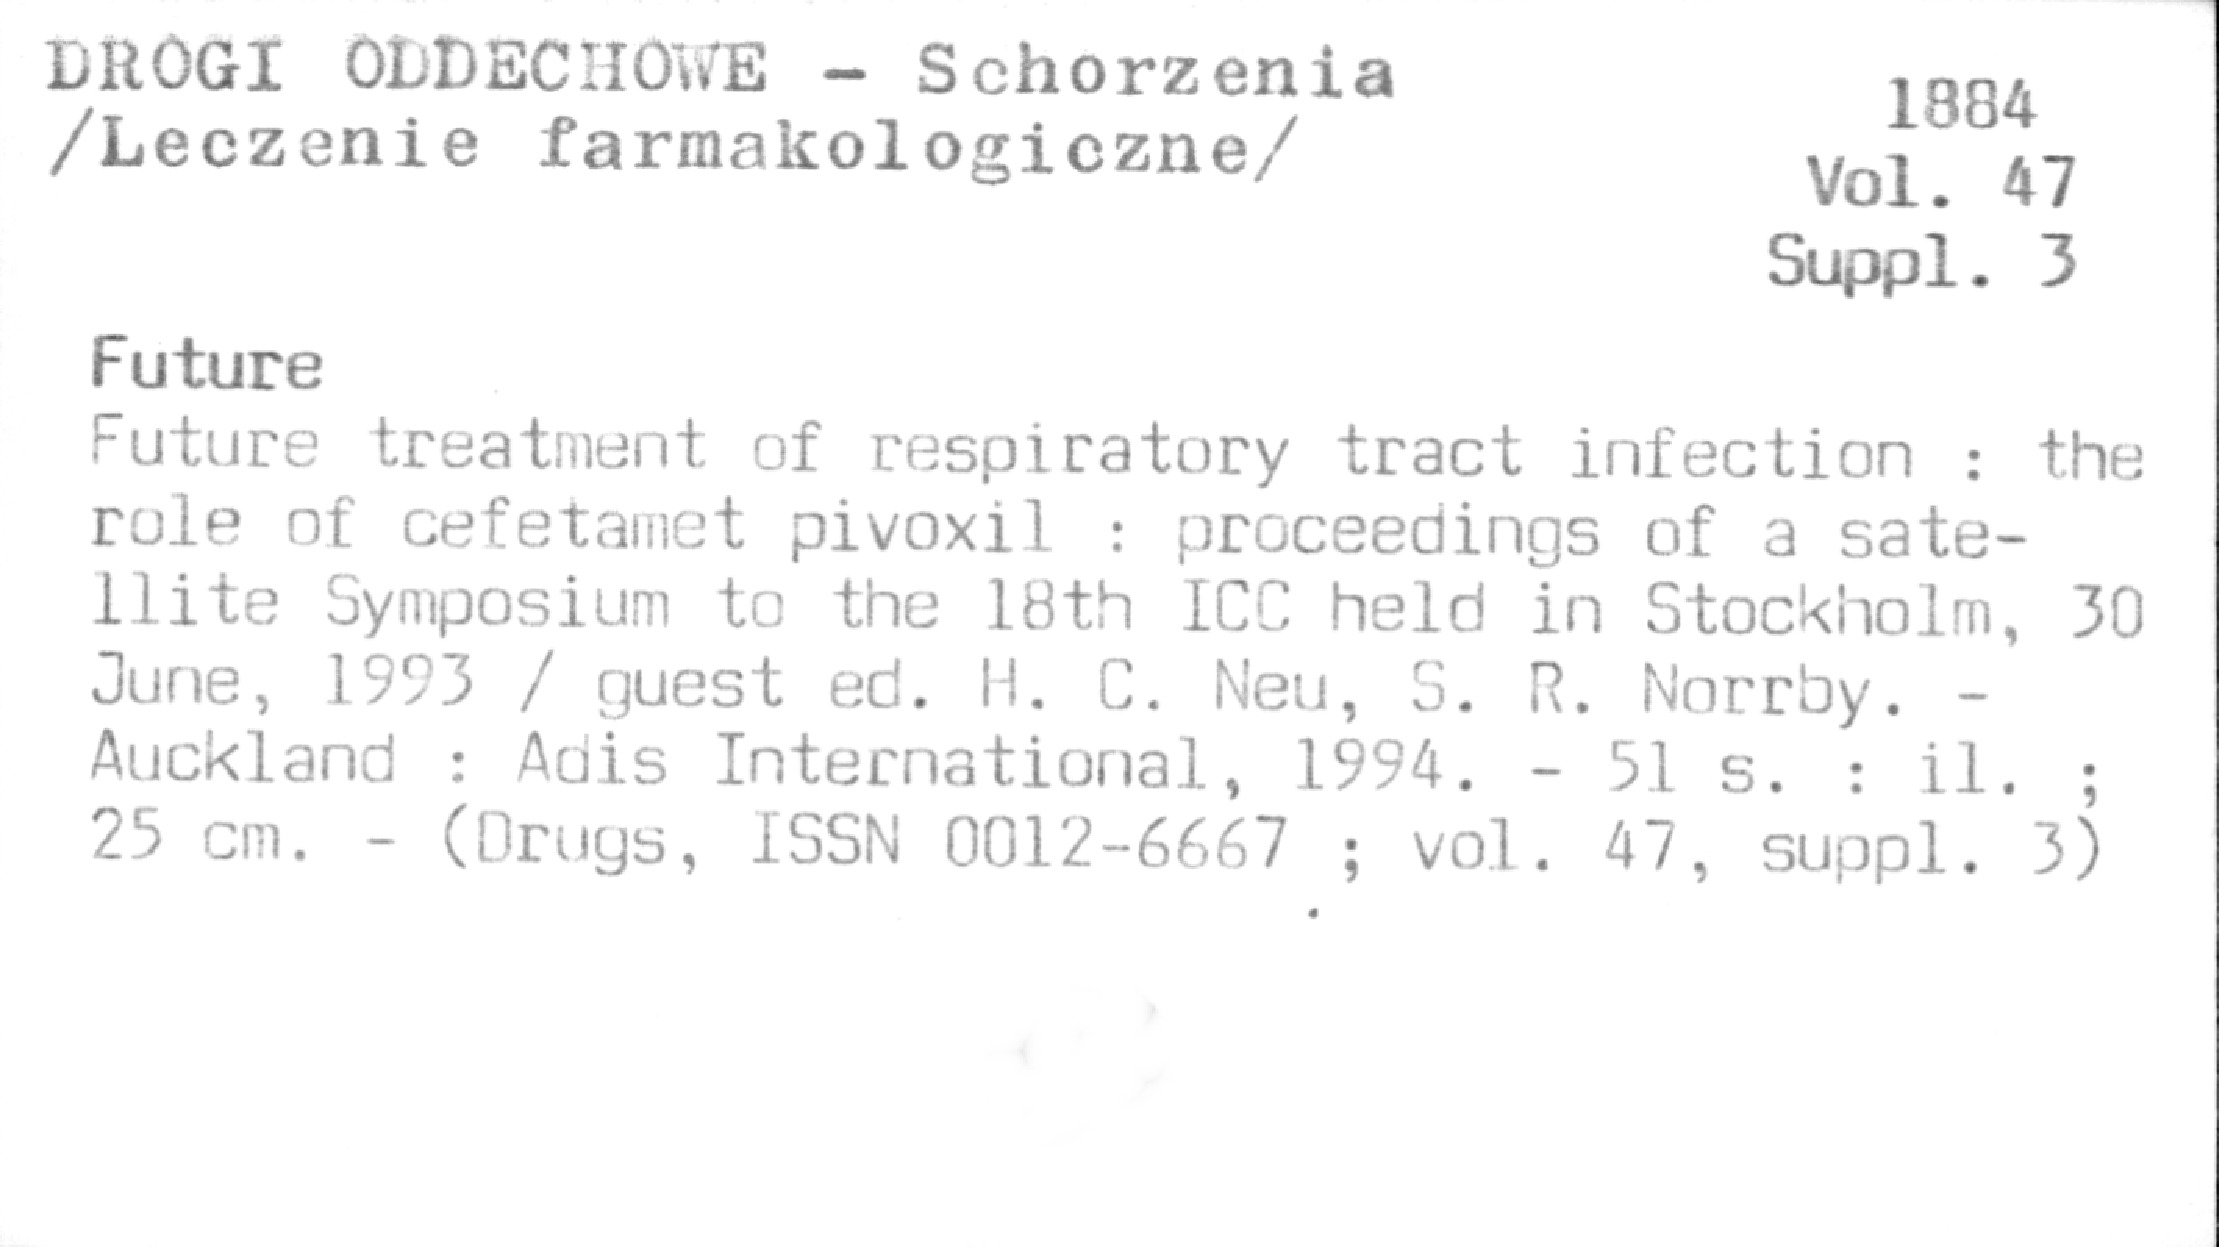 DROGI ODDECHOWE - Schorzenia
/Leczenie farmakologiczne/
1884
Vol. 47
Suppl. 3
Future
Future treatment of respiratory tract infection : the
role of cefetamet pivoxil : proceedings of a sate-
llite Symposium to the 18th ICC held in Stockholm, 30
June, 1993 / guest ed. H. C. Neu, S. R. Norrby. -
Auckland : Adis International, 1994. - 51 s. : il. ;
25 cm. - (Drugs, ISSN 0012-6667 ; vol. 47, suppl. 3)